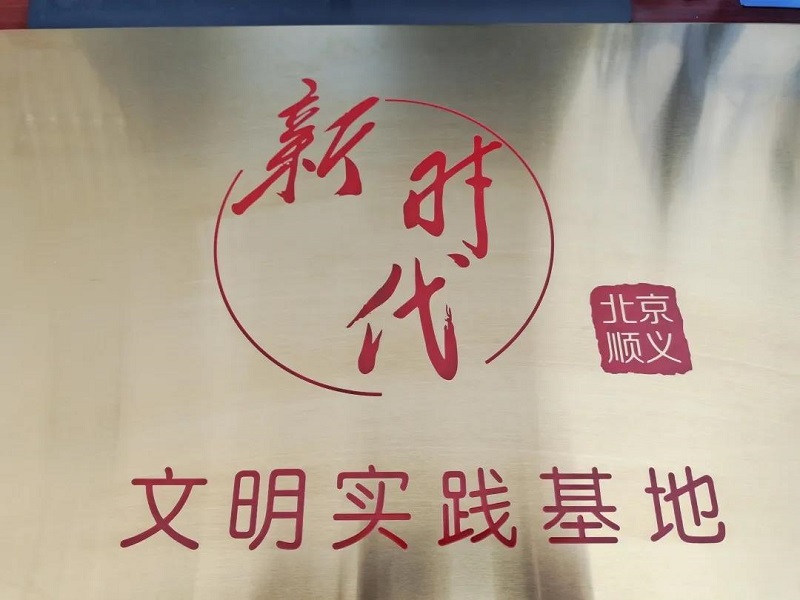 新时代
北京
顺义
文明实践基地